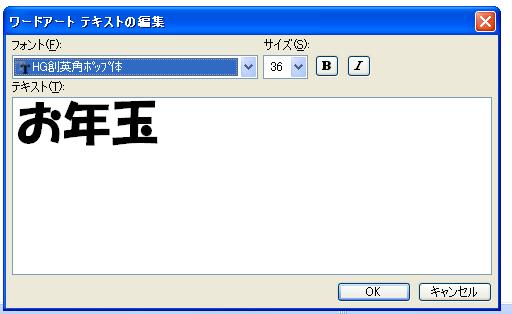 ワードアート テキストの編集
フォント(F):
サイズ(S):
HG創英角ﾎﾟｯﾌﾟ体
36
B
I
テキスト(T):
お年玉
OK
キャンセル